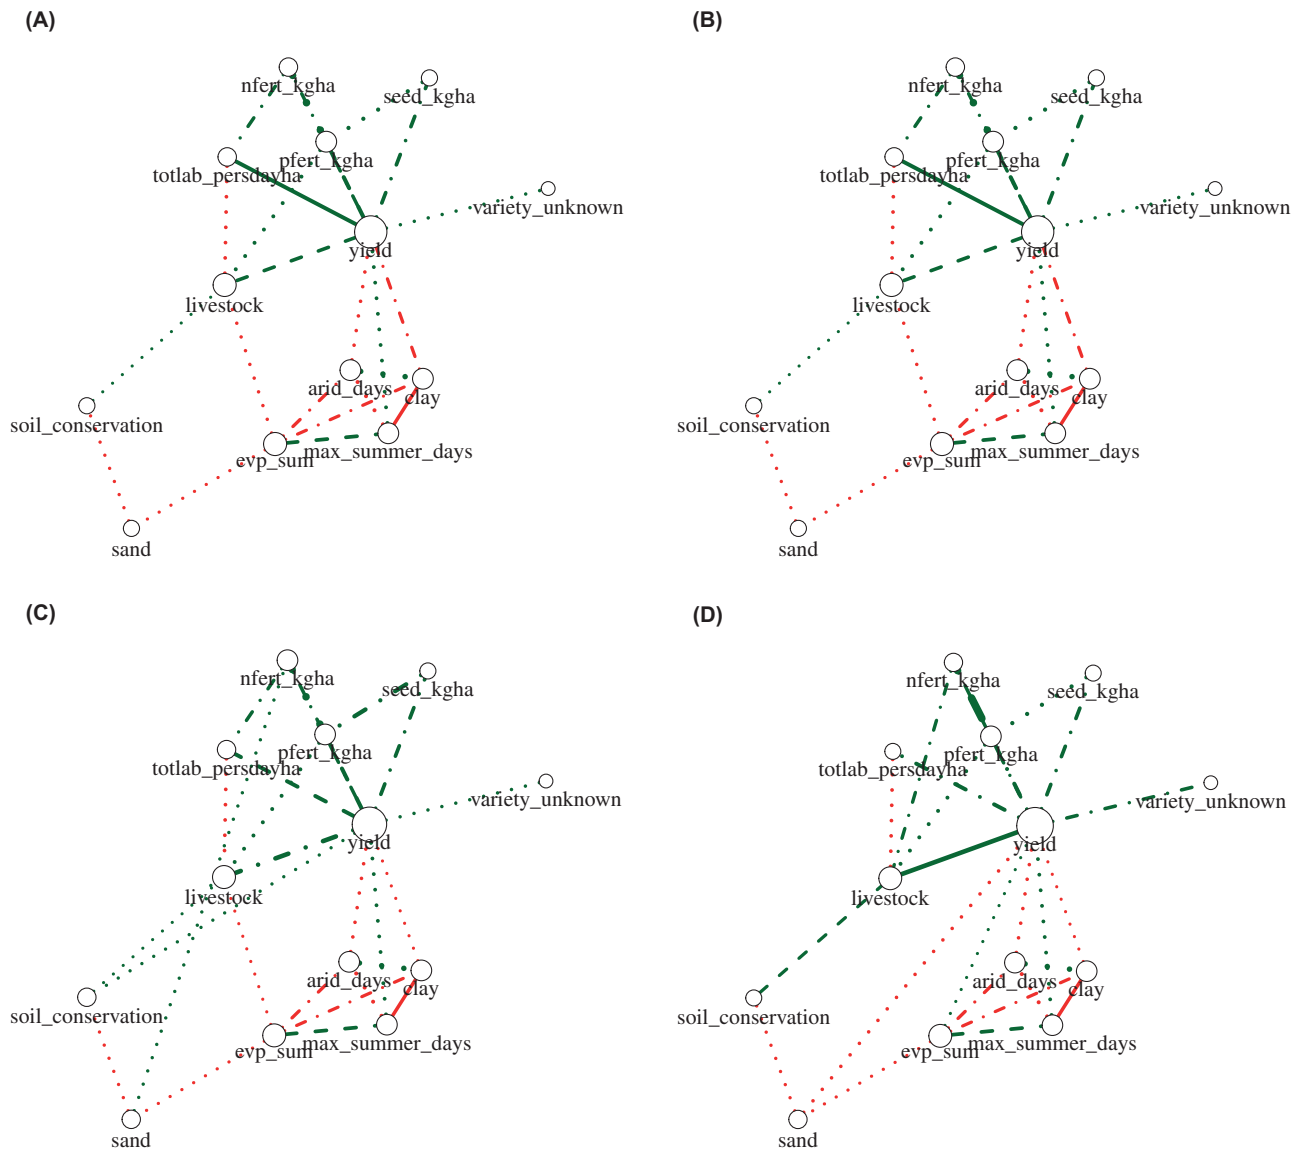 (A)
nfert_kgha
seed_kgha
pfert_kgha
totlab_persdayha
variety_unknown
yield
livestock
arid_days
clay
soil_conservation
max_summer_days
evp_sum
sand
(B)
nfert_kgha
seed_kgha
pfert_kgha
totlab_persdayha
variety_unknown
yield
livestock
arid_days
clay
soil_conservation
max_summer_days
evp_sum
sand
(C)
nfert_kgha
seed_kgha
pfert_kgha
totlab_persdayha
variety_unknown
yield
livestock
arid_days
clay
soil_conservation
max_summer_days
evp_sum
sand
(D)
nfert_kgha
seed_kgha
pfert_kgha
totlab_persdayha
variety_unknown
yield
livestock
arid_days
clay
soil_conservation
max_summer_days
evp_sum
sand